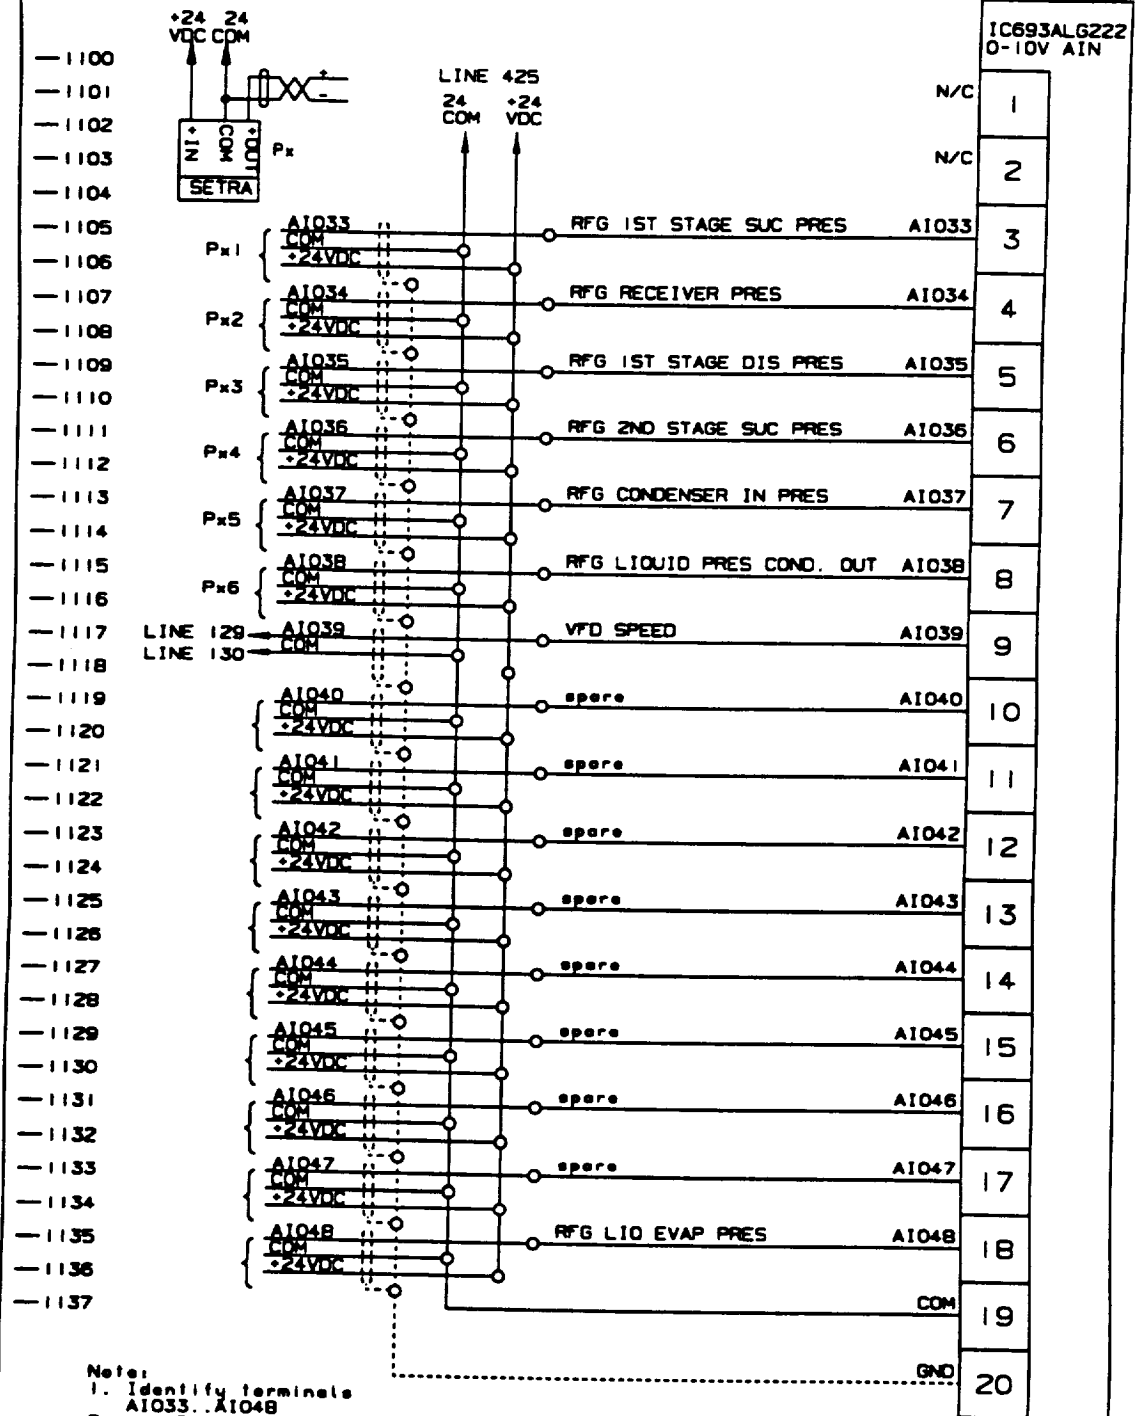 +24 24
VDC COM
IC693ALG222
0-10V AIN
—1100
LINE 425
—1101
+
-
N/C
1
24 +24
COM VDC
—1102
+IN COM +OUT
Px
—1103
N/C
2
SETRA
—1104
—1105
AI033
RFG 1ST STAGE SUC PRES AI033
3
Px1
COM
—1106
+24VDC
—1107
AI034
RFG RECEIVER PRES AI034
4
Px2
COM
—1108
+24VDC
—1109
AI035
RFG 1ST STAGE DIS PRES AI035
5
Px3
COM
—1110
+24VDC
—1111
AI036
RFG 2ND STAGE SUC PRES AI036
6
Px4
COM
—1112
+24VDC
—1113
AI037
RFG CONDENSER IN PRES AI037
7
Px5
COM
—1114
+24VDC
—1115
AI038
RFG LIQUID PRES COND. OUT AI038
8
Px6
COM
—1116
+24VDC
—1117
LINE 129
AI039
VFD SPEED AI039
9
LINE 130
COM
—1118
—1119
AI040
spare AI040
10
COM
—1120
+24VDC
—1121
AI041
spare AI041
11
COM
—1122
+24VDC
—1123
AI042
spare AI042
12
COM
—1124
+24VDC
—1125
AI043
spare AI043
13
COM
—1126
+24VDC
—1127
AI044
spare AI044
14
COM
—1128
+24VDC
—1129
AI045
spare AI045
15
COM
—1130
+24VDC
—1131
AI046
spare AI046
16
COM
—1132
+24VDC
—1133
AI047
spare AI047
17
COM
—1134
+24VDC
—1135
AI048
RFG LIQ EVAP PRES AI048
18
COM
—1136
+24VDC
—1137
COM
19
GND
20
Note:
1. Identify terminals
AI033..AI048